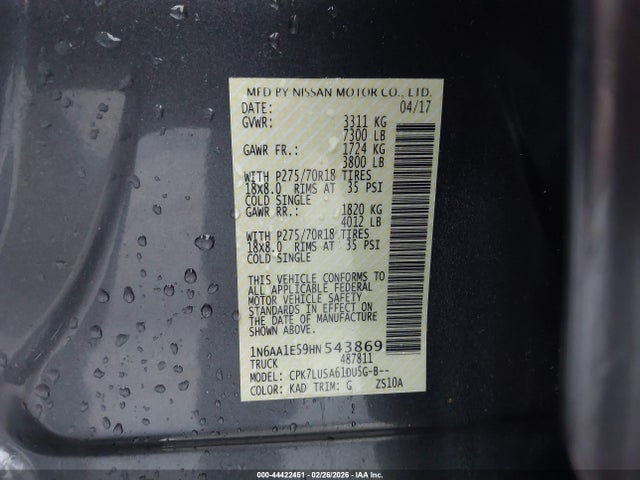 MFD BY NISSAN MOTOR CO., LTD.
DATE: 04/17
GVWR: 3311 KG
7300 LB
GAWR FR.: 1724 KG
3800 LB
WITH P275/70R18 TIRES
18x8.0 RIMS AT 35 PSI
COLD SINGLE
GAWR RR.: 1820 KG
4012 LB
WITH P275/70R18 TIRES
18x8.0 RIMS AT 35 PSI
COLD SINGLE
THIS VEHICLE CONFORMS TO
ALL APPLICABLE FEDERAL
MOTOR VEHICLE SAFETY
STANDARDS IN EFFECT ON
THE DATE OF MANUFACTURE
SHOWN ABOVE.
1N6AA1E59HN543869
TRUCK 487811
MODEL: CPK7LUSA61DU5G-B--
COLOR: KAD TRIM: G ZS10A
000-44422451 | 02/26/2026 - IAA Inc.